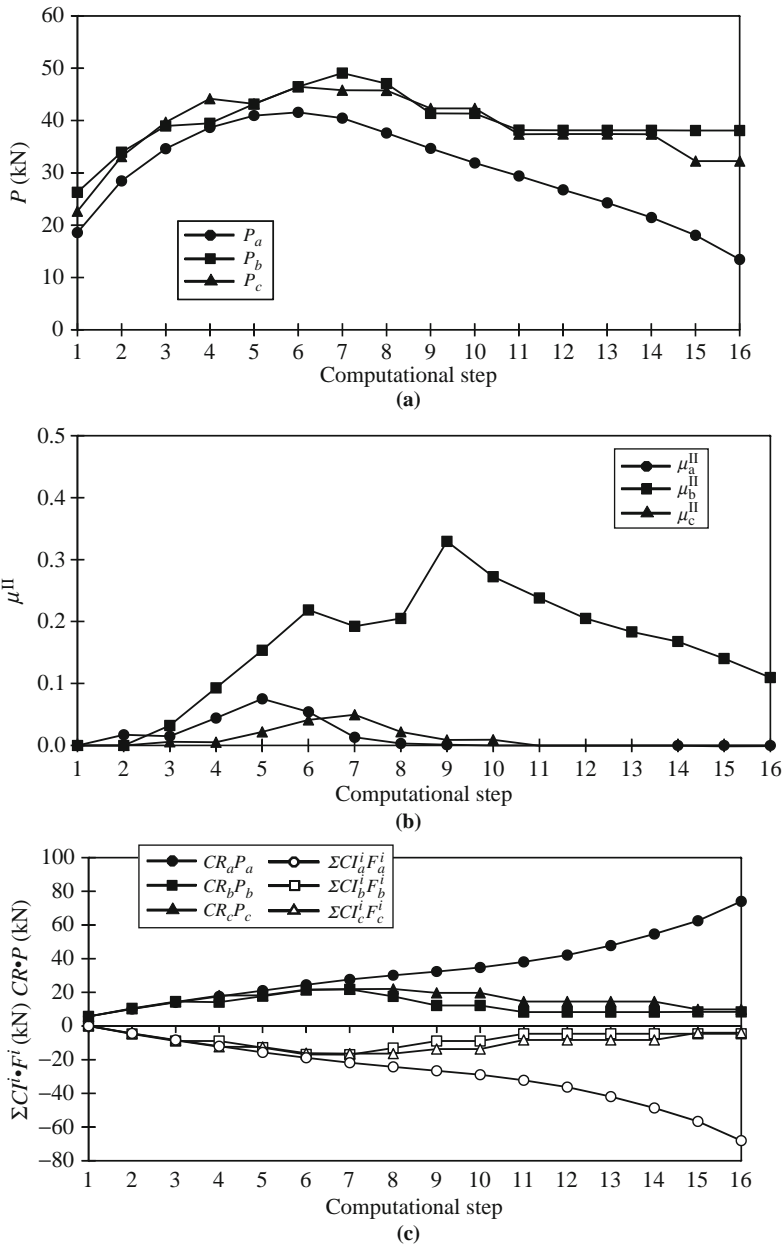 60
50
40
30
20
10
0
P (kN)
P_a
P_b
P_c
1 2 3 4 5 6 7 8 9 10 11 12 13 14 15 16
Computational step
(a)
0.5
0.4
0.3
0.2
0.1
0.0
μ^II
μ_a^II
μ_b^II
μ_c^II
1 2 3 4 5 6 7 8 9 10 11 12 13 14 15 16
Computational step
(b)
100
80
60
40
20
0
−20
−40
−60
−80
ΣCI^i•F^i (kN) CR•P (kN)
CR_aP_a ΣCI_a^iF_a^i
CR_bP_b ΣCI_b^iF_b^i
CR_cP_c ΣCI_c^iF_c^i
1 2 3 4 5 6 7 8 9 10 11 12 13 14 15 16
Computational step
(c)